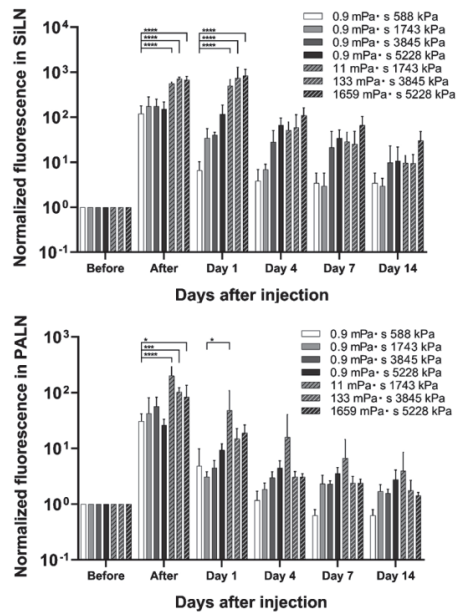 Normalized fluorescence in SiLN
10⁴
10³
10²
10¹
10⁰
10⁻¹
****
****
****
****
****
****
0.9 mPa・s 588 kPa
0.9 mPa・s 1743 kPa
0.9 mPa・s 3845 kPa
0.9 mPa・s 5228 kPa
11 mPa・s 1743 kPa
133 mPa・s 3845 kPa
1659 mPa・s 5228 kPa
Before After Day 1 Day 4 Day 7 Day 14
Days after injection
Normalized fluorescence in PALN
10³
10²
10¹
10⁰
10⁻¹
*
***
****
*
0.9 mPa・s 588 kPa
0.9 mPa・s 1743 kPa
0.9 mPa・s 3845 kPa
0.9 mPa・s 5228 kPa
11 mPa・s 1743 kPa
133 mPa・s 3845 kPa
1659 mPa・s 5228 kPa
Before After Day 1 Day 4 Day 7 Day 14
Days after injection